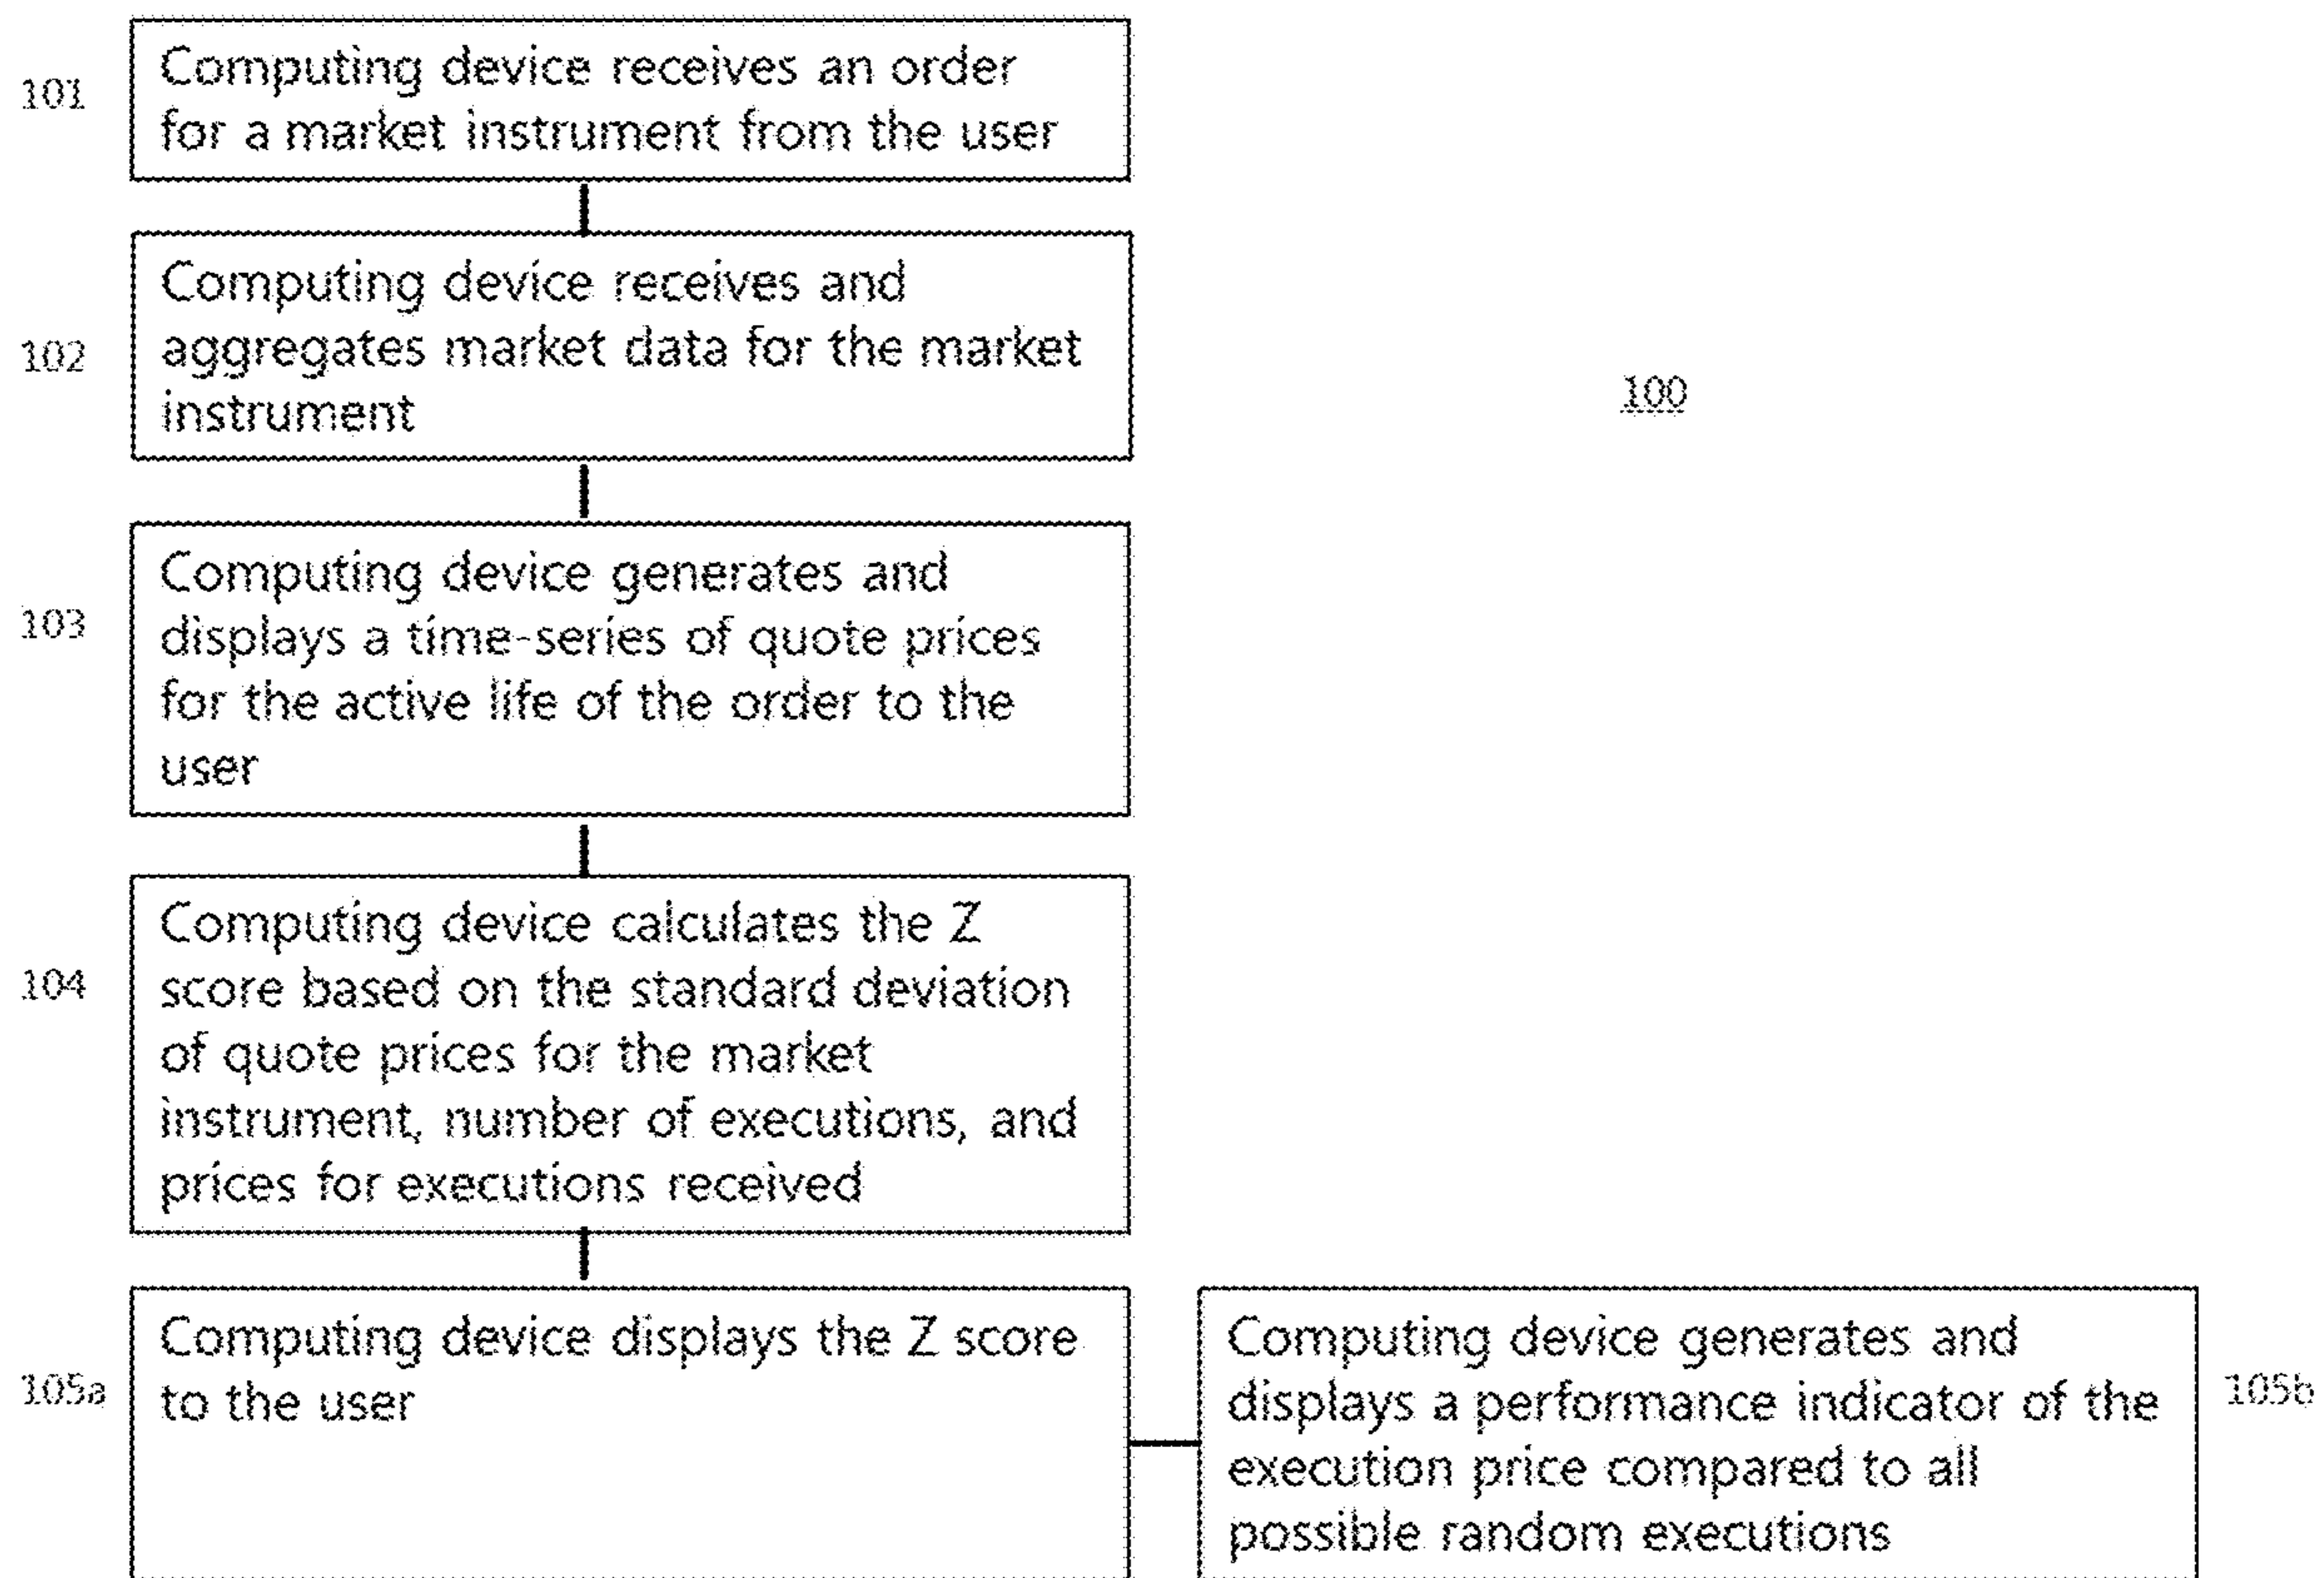 101
Computing device receives an order
for a market instrument from the user
102
Computing device receives and
aggregates market data for the market
instrument
100
103
Computing device generates and
displays a time-series of quote prices
for the active life of the order to the
user
104
Computing device calculates the Z
score based on the standard deviation
of quote prices for the market
instrument, number of executions, and
prices for executions received
105a
Computing device displays the Z score
to the user
Computing device generates and
displays a performance indicator of the
execution price compared to all
possible random executions
105b